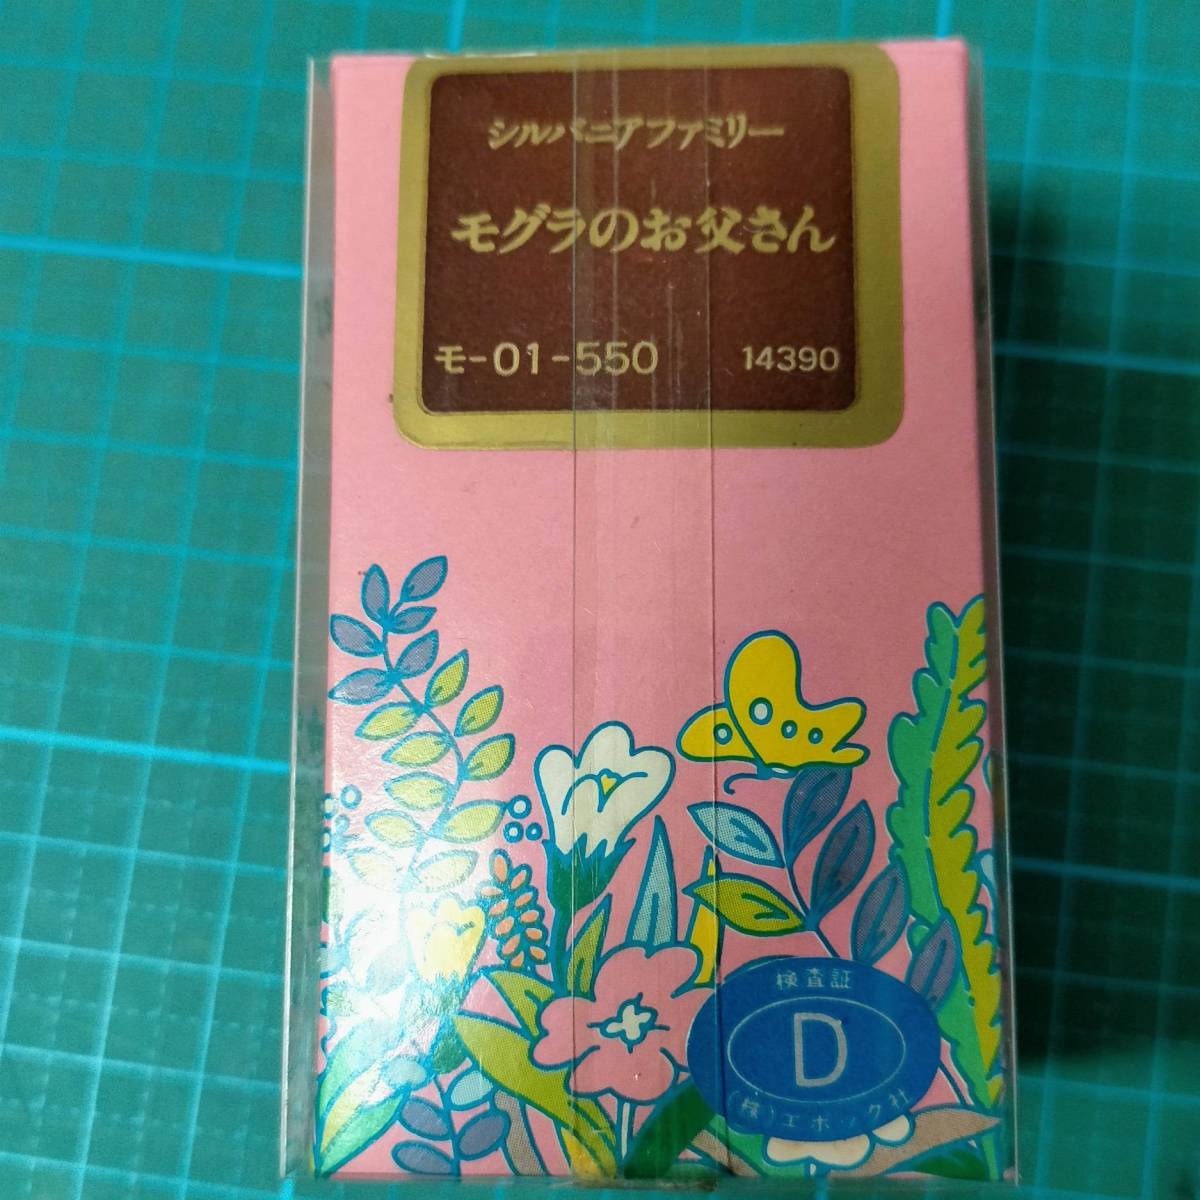 シルバニアファミリー
モグラのお父さん
モ-01-550 14390
検査証
D
(株)エポック社